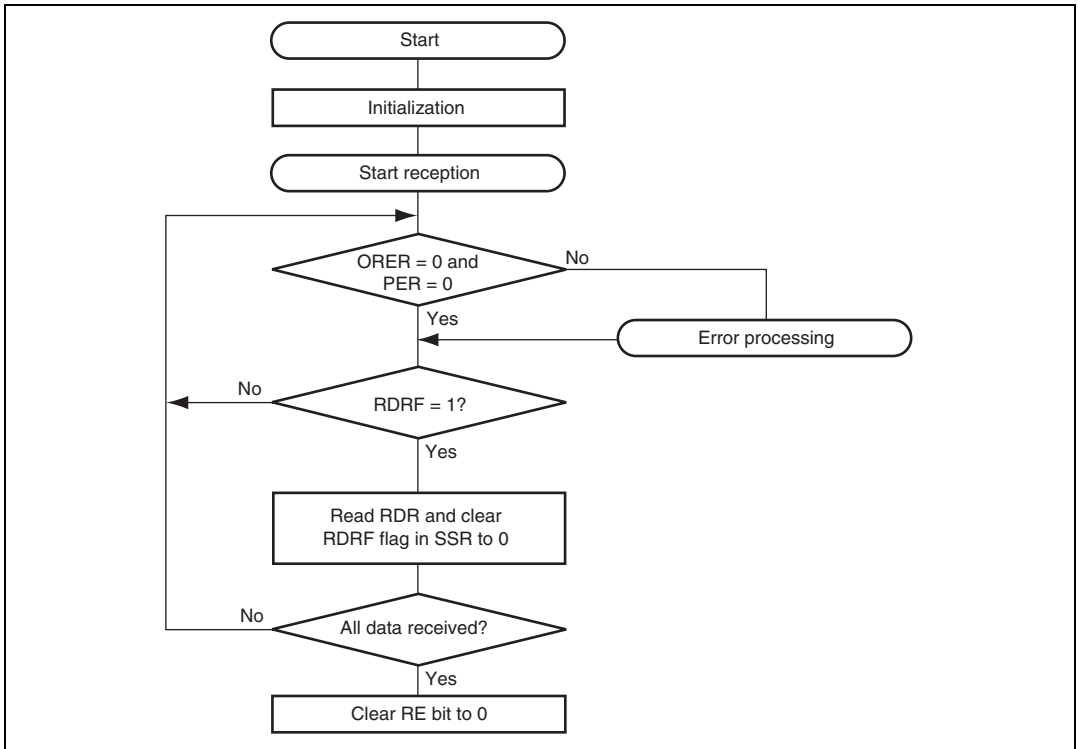 Start
Initialization
Start reception
ORER = 0 and
PER = 0
No
Yes
Error processing
No
RDRF = 1?
Yes
Read RDR and clear
RDRF flag in SSR to 0
No
All data received?
Yes
Clear RE bit to 0